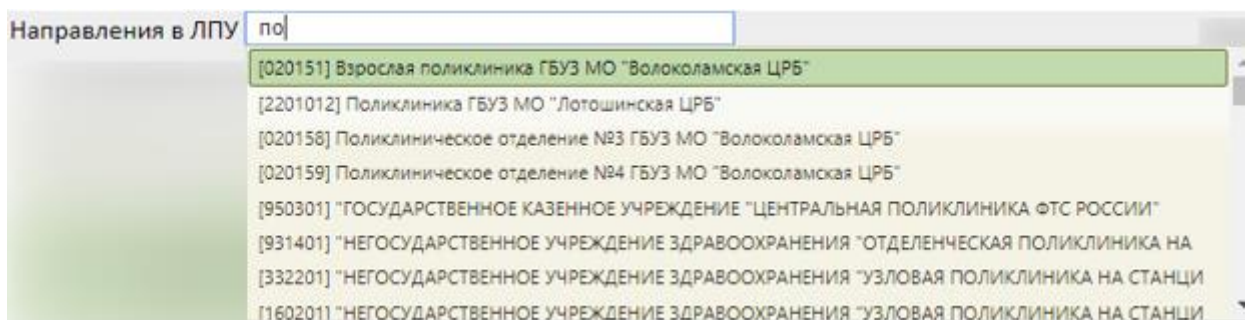 Направления в ЛПУ по
[020151] Взрослая поликлиника ГБУЗ МО "Волоколамская ЦРБ"
[2201012] Поликлиника ГБУЗ МО "Лотошинская ЦРБ"
[020158] Поликлиническое отделение №3 ГБУЗ МО "Волоколамская ЦРБ"
[020159] Поликлиническое отделение №4 ГБУЗ МО "Волоколамская ЦРБ"
[950301] "ГОСУДАРСТВЕННОЕ КАЗЕННОЕ УЧРЕЖДЕНИЕ "ЦЕНТРАЛЬНАЯ ПОЛИКЛИНИКА ФТС РОССИИ"
[931401] "НЕГОСУДАРСТВЕННОЕ УЧРЕЖДЕНИЕ ЗДРАВООХРАНЕНИЯ "ОТДЕЛЕНЧЕСКАЯ ПОЛИКЛИНИКА НА
[332201] "НЕГОСУДАРСТВЕННОЕ УЧРЕЖДЕНИЕ ЗДРАВООХРАНЕНИЯ "УЗЛОВАЯ ПОЛИКЛИНИКА НА СТАНЦИ
[160201] "НЕГОСУДАРСТВЕННОЕ УЧРЕЖДЕНИЕ ЗДРАВООХРАНЕНИЯ "УЗЛОВАЯ ПОЛИКЛИНИКА НА СТАНЦИ